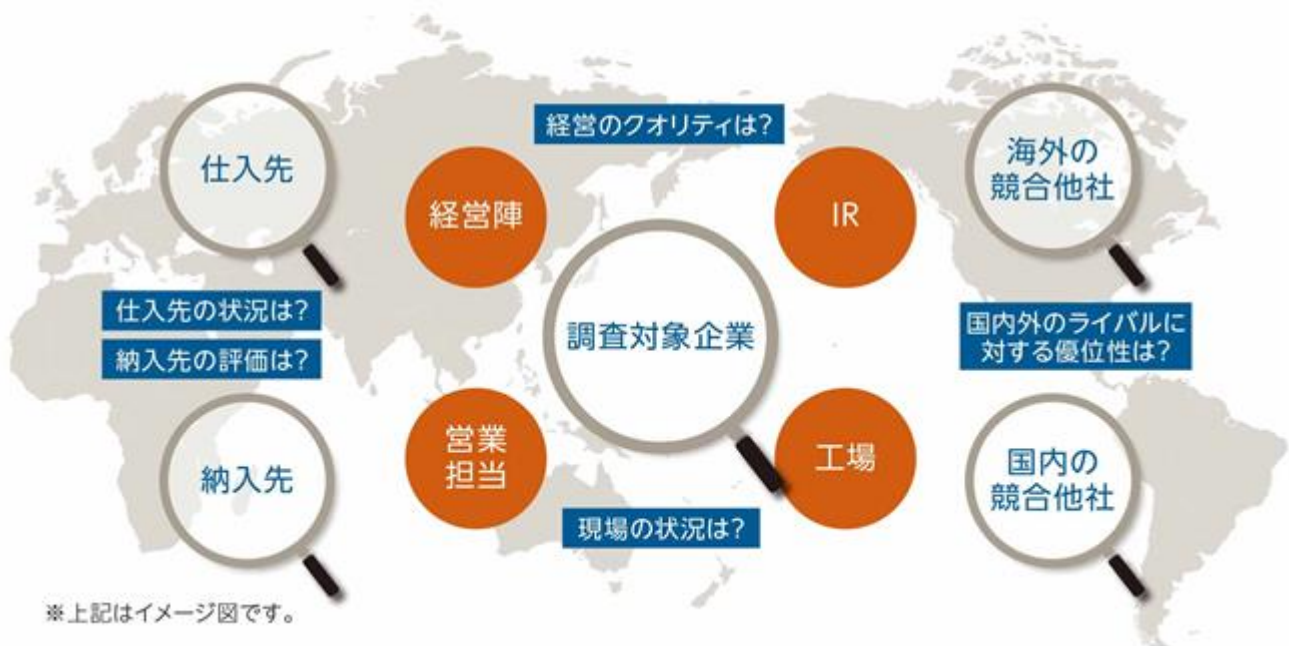 経営のクオリティは?
仕入先
海外の
競合他社
経営陣
IR
仕入先の状況は?
納入先の評価は?
調査対象企業
国内外のライバルに
対する優位性は?
営業
担当
工場
納入先
国内の
競合他社
現場の状況は?
※上記はイメージ図です。